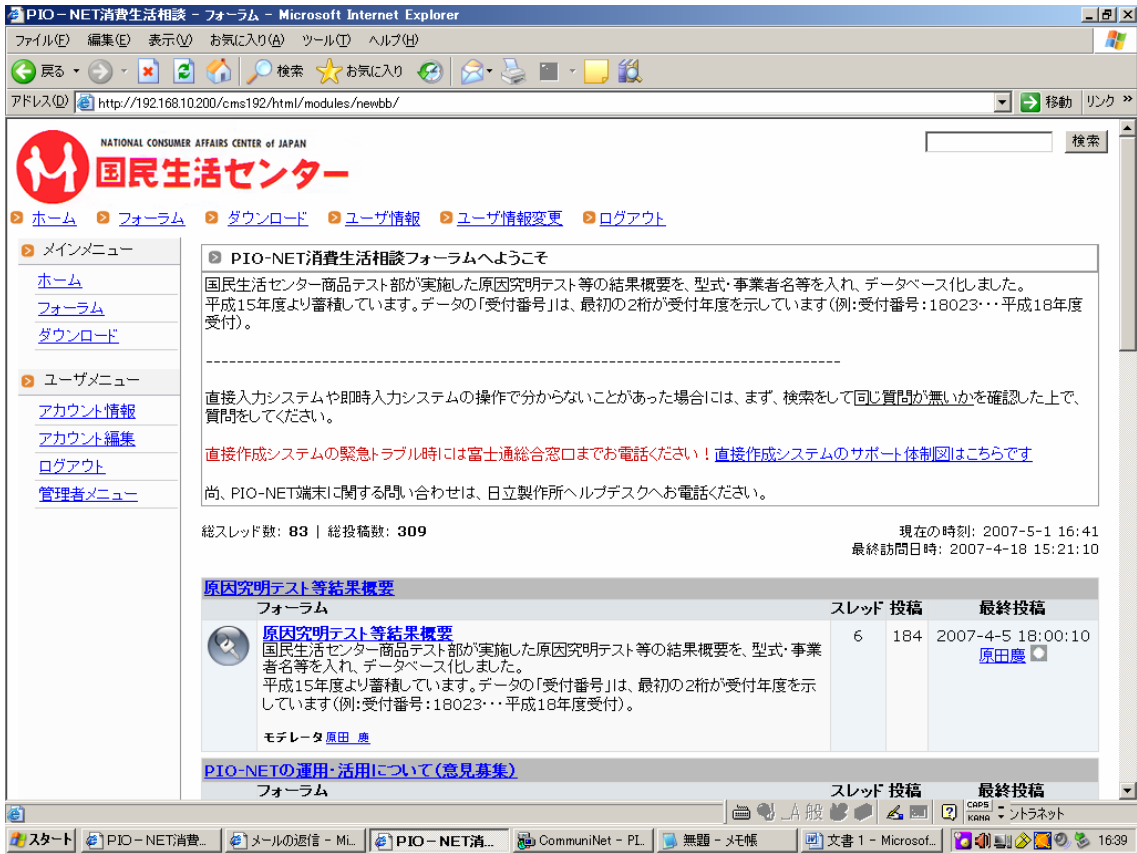 PIO-NET消費生活相談 - フォーラム - Microsoft Internet Explorer
ファイル(F) 編集(E) 表示(V) お気に入り(A) ツール(T) ヘルプ(H)
戻る 検索 お気に入り
アドレス(D) http://192.168.10.200/cms192/html/modules/newbb/ 移動 リンク »
NATIONAL CONSUMER AFFAIRS CENTER of JAPAN
国民生活センター
検索
ホーム フォーラム ダウンロード ユーザ情報 ユーザ情報変更 ログアウト
メインメニュー
ホーム
フォーラム
ダウンロード
ユーザメニュー
アカウント情報
アカウント編集
ログアウト
管理者メニュー
PIO-NET消費生活相談フォーラムへようこそ
国民生活センター商品テスト部が実施した原因究明テスト等の結果概要を、型式・事業者名等を入れ、データベース化しました。
平成15年度より蓄積しています。データの「受付番号」は、最初の2桁が受付年度を示しています(例:受付番号:18023・・・平成18年度
受付)。
--------------------------------------------------------------------------------
直接入力システムや即時入力システムの操作で分からないことがあった場合には、まず、検索をして同じ質問が無いかを確認した上で、
質問をしてください。
直接作成システムの緊急トラブル時には富士通総合窓口までお電話ください！直接作成システムのサポート体制図はこちらです
尚、PIO-NET端末に関する問い合わせは、日立製作所ヘルプデスクへお電話ください。
総スレッド数: 83 | 総投稿数: 309
現在の時刻: 2007-5-1 16:41
最終訪問日時: 2007-4-18 15:21:10
原因究明テスト等結果概要
フォーラム スレッド 投稿 最終投稿
原因究明テスト等結果概要 6 184 2007-4-5 18:00:10
原田慶
国民生活センター商品テスト部が実施した原因究明テスト等の結果概要を、型式・事業
者名等を入れ、データベース化しました。
平成15年度より蓄積しています。データの「受付番号」は、最初の2桁が受付年度を示
しています(例:受付番号:18023・・・平成18年度受付)。
モデレータ 原田 慶
PIO-NETの運用・活用について(意見募集)
フォーラム スレッド 投稿 最終投稿
A 般 CAPS KANA ントラネット
スタート PIO-NET消費... メールの返信 - Mi... PIO-NET消... CommuniNet - PI... 無題 - メモ帳 文書 1 - Microsof... 16:39